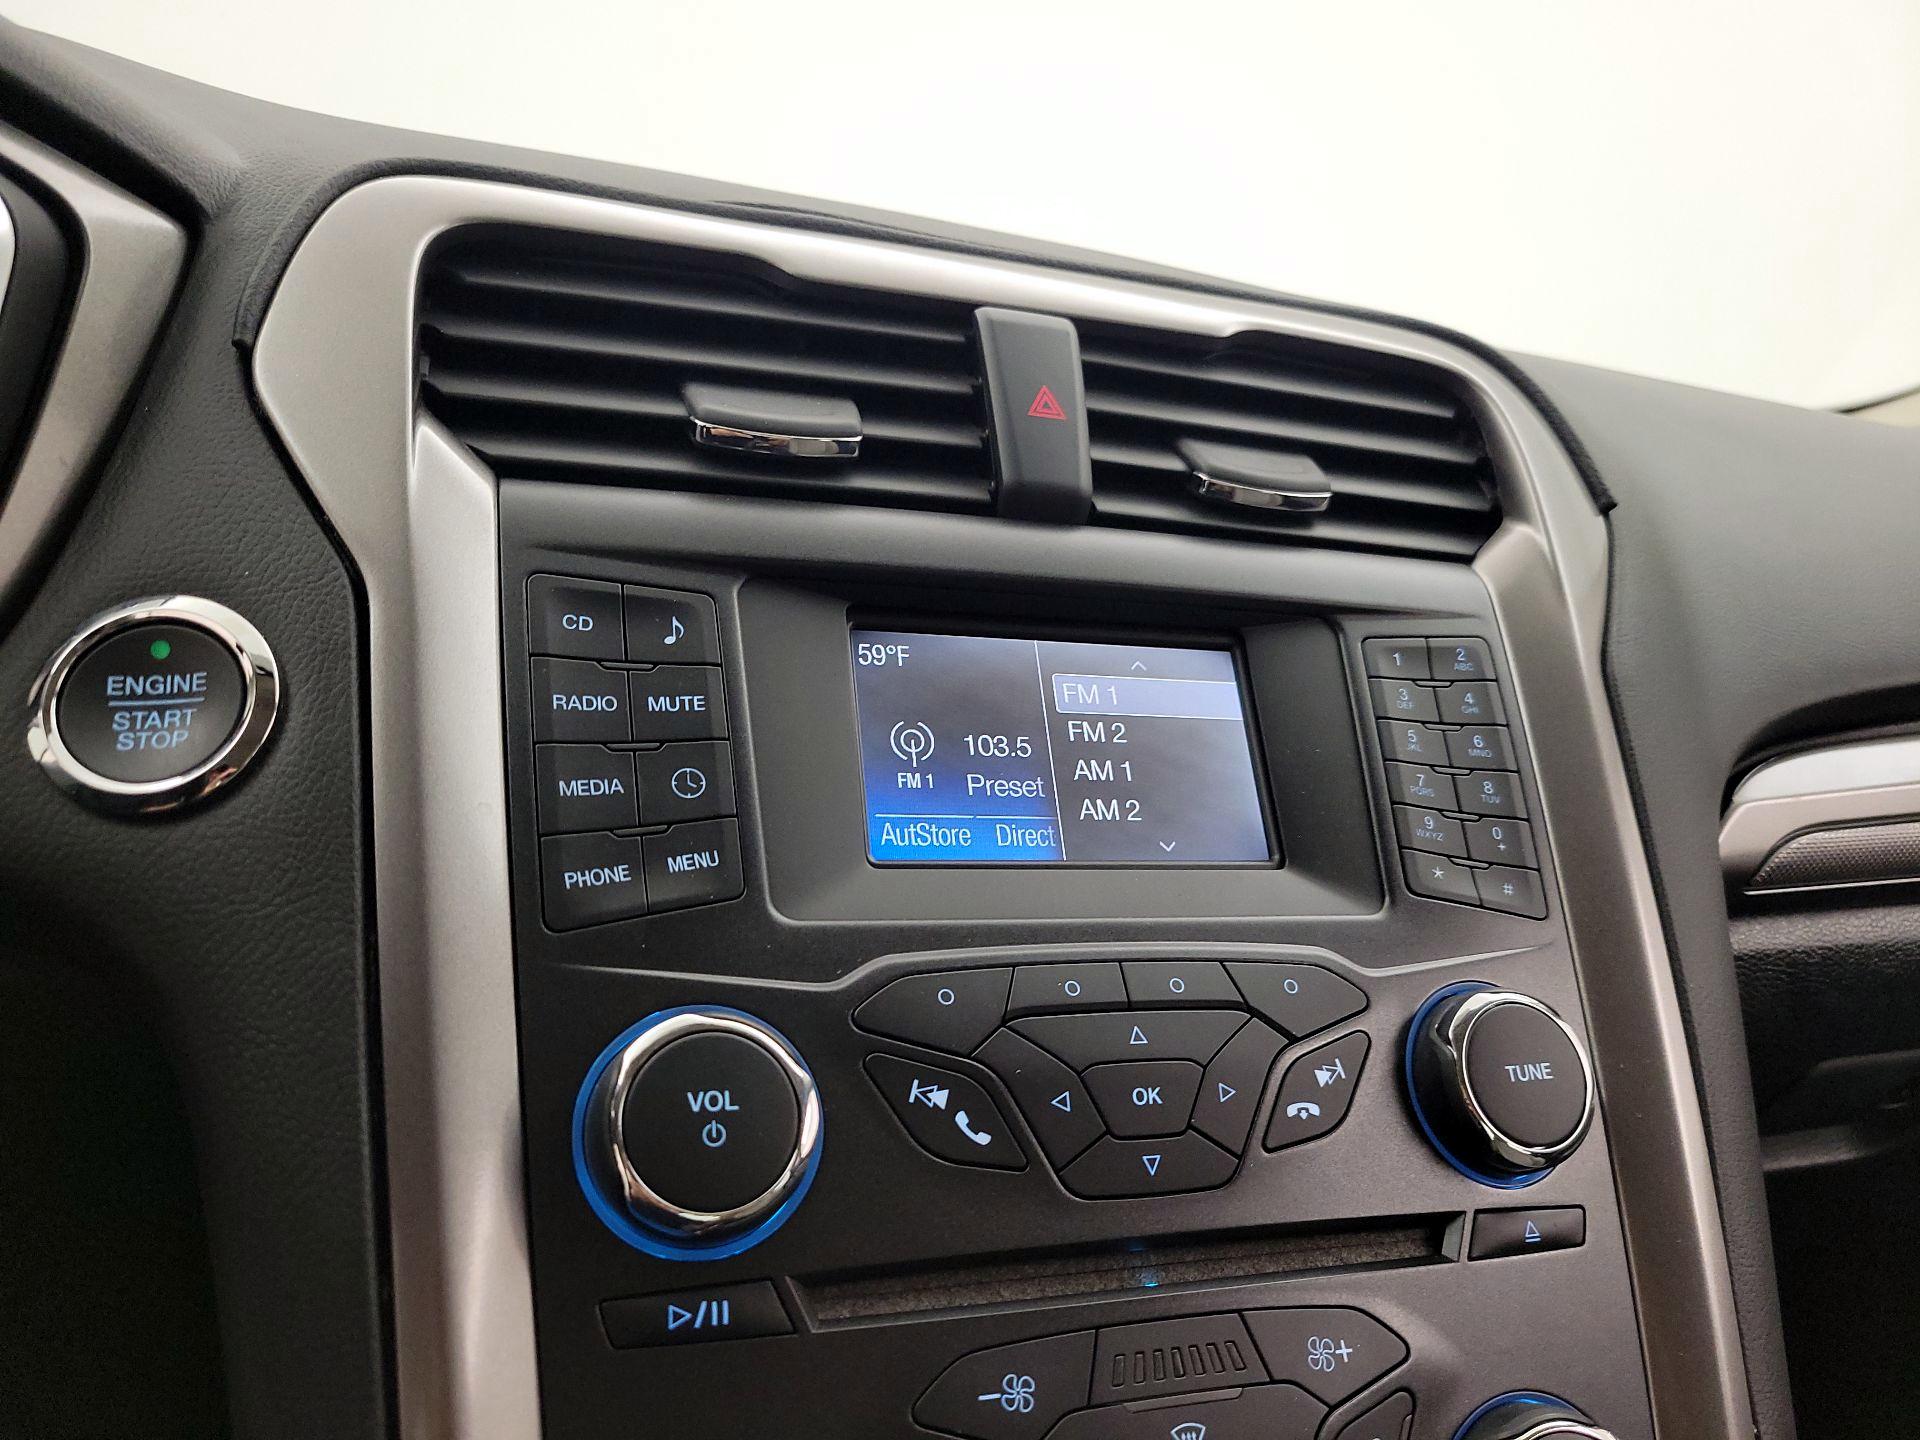 ENGINE
START
STOP
CD
RADIO MUTE
MEDIA
PHONE MENU
59°F
103.5
FM 1 Preset
AutStore Direct
FM 1
FM 2
AM 1
AM 2
1 2 ABC
3 DEF 4 GHI
5 JKL 6 MNO
7 PQRS 8 TUV
9 WXYZ 0 +
* #
VOL
OK
TUNE